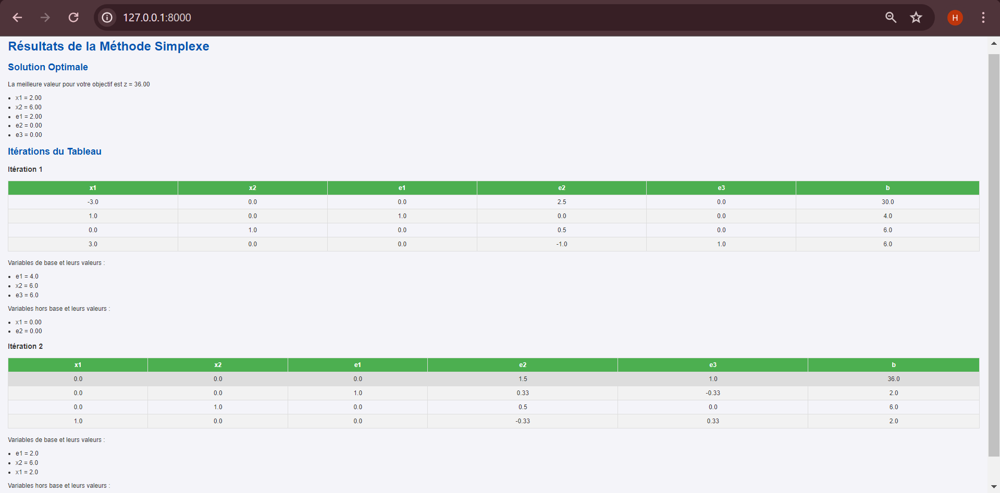 127.0.0.1:8000
H
Résultats de la Méthode Simplexe
Solution Optimale
La meilleure valeur pour votre objectif est z = 36.00
• x1 = 2.00
• x2 = 6.00
• e1 = 2.00
• e2 = 0.00
• e3 = 0.00
Itérations du Tableau
Itération 1
x1 x2 e1 e2 e3 b
-3.0 0.0 0.0 2.5 0.0 30.0
1.0 0.0 1.0 0.0 0.0 4.0
0.0 1.0 0.0 0.5 0.0 6.0
3.0 0.0 0.0 -1.0 1.0 6.0
Variables de base et leurs valeurs :
• e1 = 4.0
• x2 = 6.0
• e3 = 6.0
Variables hors base et leurs valeurs :
• x1 = 0.00
• e2 = 0.00
Itération 2
x1 x2 e1 e2 e3 b
0.0 0.0 0.0 1.5 1.0 36.0
0.0 0.0 1.0 0.33 -0.33 2.0
0.0 1.0 0.0 0.5 0.0 6.0
1.0 0.0 0.0 -0.33 0.33 2.0
Variables de base et leurs valeurs :
• e1 = 2.0
• x2 = 6.0
• x1 = 2.0
Variables hors base et leurs valeurs :